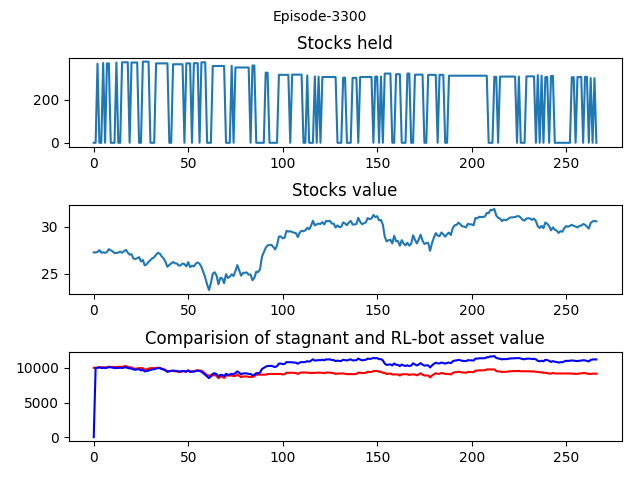 Episode-3300
Stocks held
200
0
0 50 100 150 200 250
Stocks value
30
25
0 50 100 150 200 250
Comparision of stagnant and RL-bot asset value
10000
5000
0
0 50 100 150 200 250